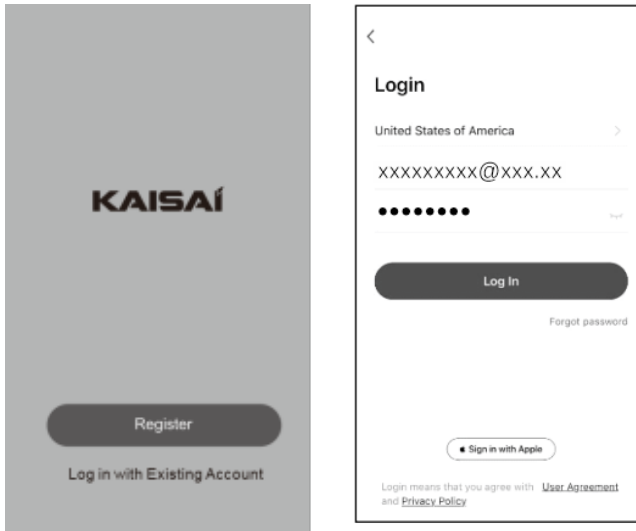 KAISAI
Register
Log in with Existing Account
Login
United States of America
xxxxxxxxx@xxx.xx
●●●●●●●●
Log In
Forgot password
Sign in with Apple
Login means that you agree with User Agreement
and Privacy Policy